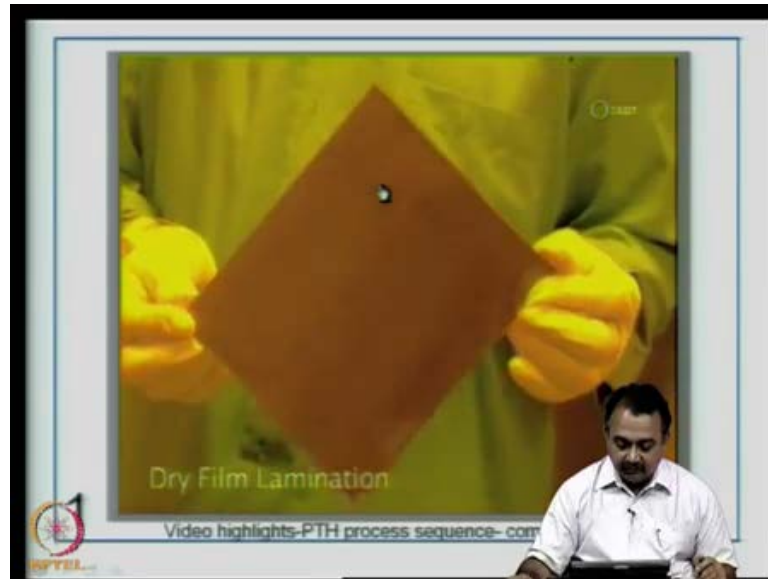 Dry Film Lamination
Video highlights-PTH process sequence- com
NPTEL